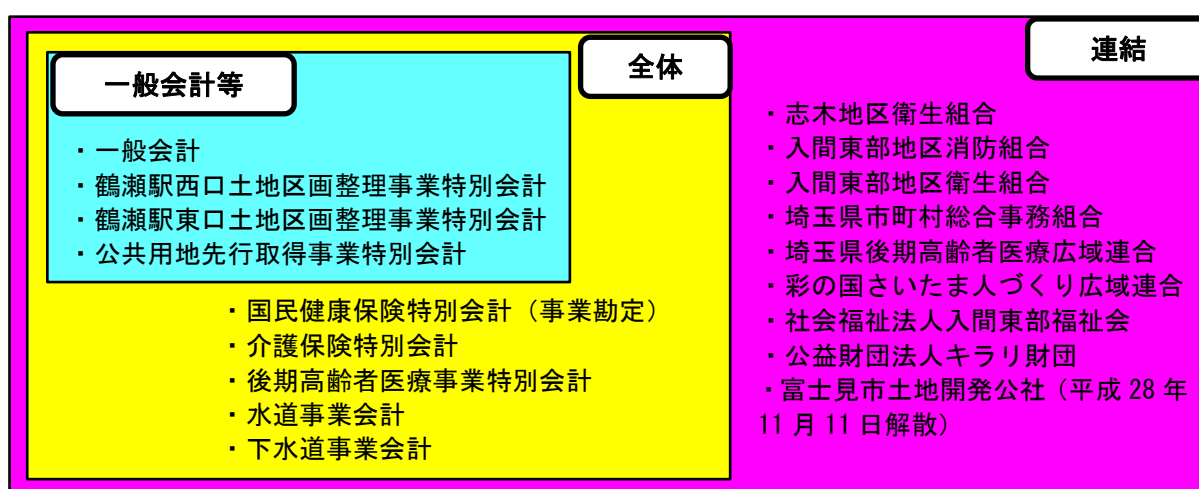 一般会計等
・一般会計
・鶴瀬駅西口土地区画整理事業特別会計
・鶴瀬駅東口土地区画整理事業特別会計
・公共用地先行取得事業特別会計
全体
・国民健康保険特別会計（事業勘定）
・介護保険特別会計
・後期高齢者医療事業特別会計
・水道事業会計
・下水道事業会計
連結
・志木地区衛生組合
・入間東部地区消防組合
・入間東部地区衛生組合
・埼玉県市町村総合事務組合
・埼玉県後期高齢者医療広域連合
・彩の国さいたま人づくり広域連合
・社会福祉法人入間東部福祉会
・公益財団法人キラリ財団
・富士見市土地開発公社（平成 28 年
11 月 11 日解散）